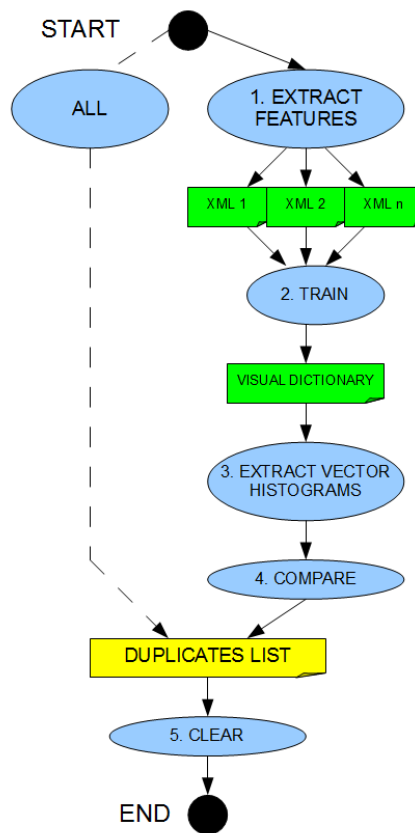 START
ALL
1. EXTRACT
FEATURES
XML 1
XML 2
XML n
2. TRAIN
VISUAL DICTIONARY
3. EXTRACT VECTOR
HISTOGRAMS
4. COMPARE
DUPLICATES LIST
5. CLEAR
END